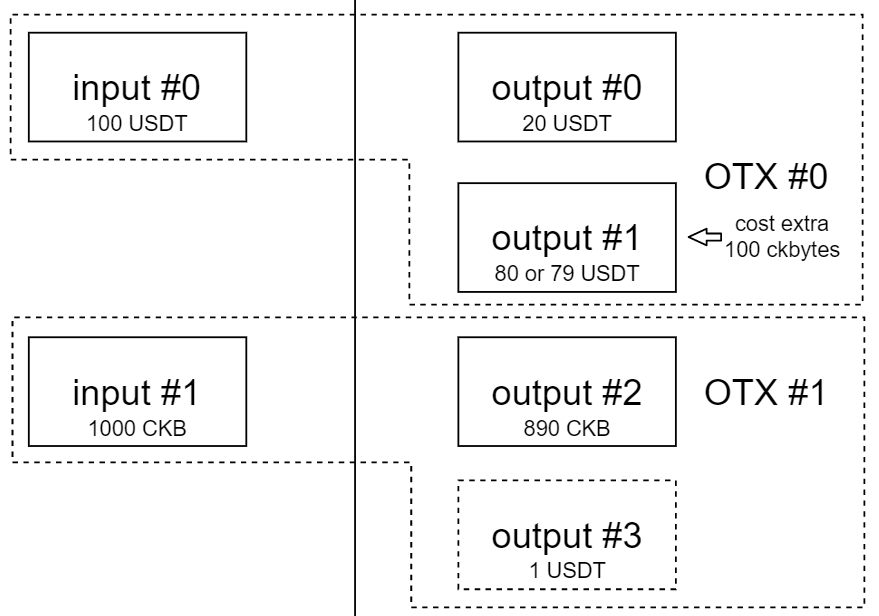 input #0
100 USDT
output #0
20 USDT
OTX #0
output #1
80 or 79 USDT
cost extra
100 ckbytes
input #1
1000 CKB
output #2
890 CKB
OTX #1
output #3
1 USDT